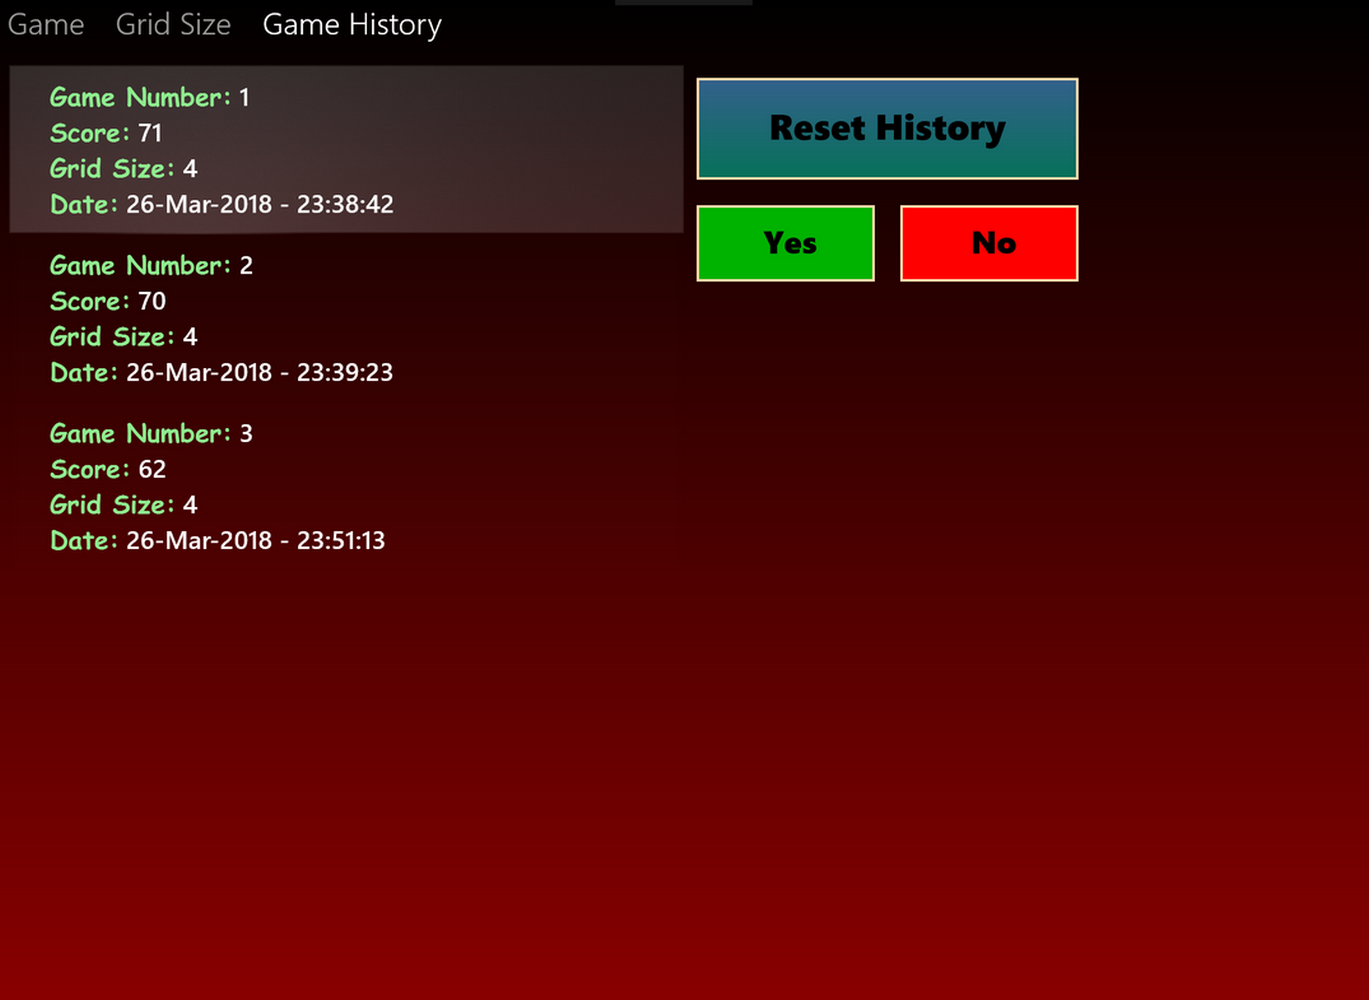 Game Grid Size Game History
Game Number: 1
Score: 71
Grid Size: 4
Date: 26-Mar-2018 - 23:38:42
Game Number: 2
Score: 70
Grid Size: 4
Date: 26-Mar-2018 - 23:39:23
Game Number: 3
Score: 62
Grid Size: 4
Date: 26-Mar-2018 - 23:51:13
Reset History
Yes No